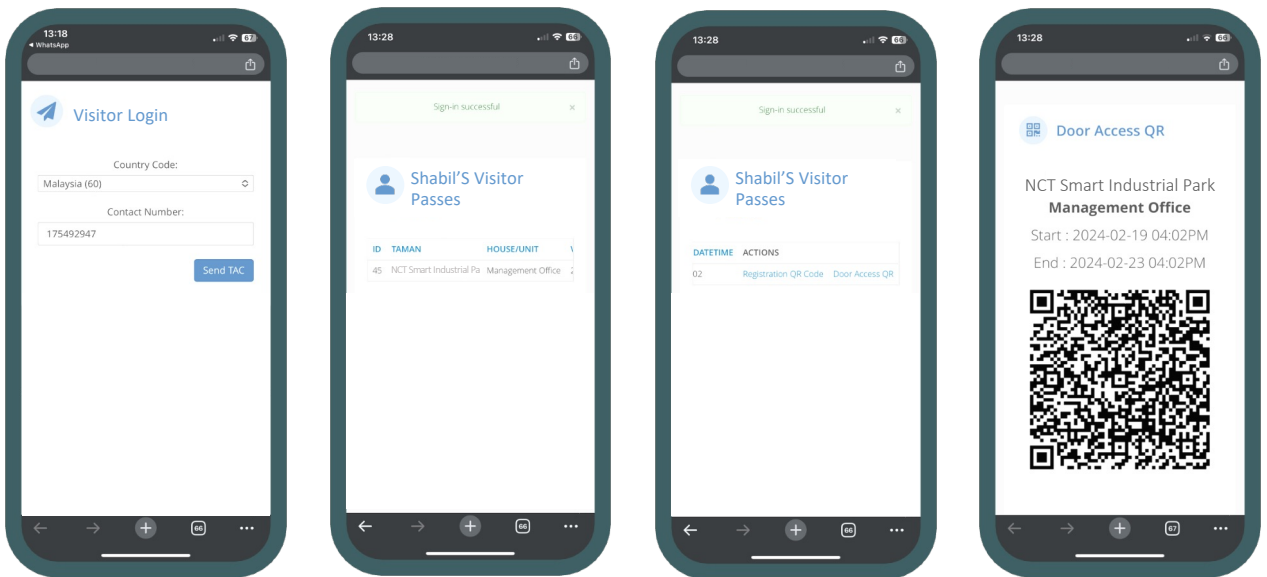 13:18
67
WhatsApp
Visitor Login
Country Code:
Malaysia (60)
Contact Number:
175492947
Send TAC
66
13:28
66
Sign-in successful ×
Shabil'S Visitor
Passes
ID TAMAN HOUSE/UNIT
45 NCT Smart Industrial Pa Management Office
66
13:28
66
Sign-in successful ×
Shabil'S Visitor
Passes
DATETIME ACTIONS
02 Registration QR Code Door Access QR
66
13:28
66
Door Access QR
NCT Smart Industrial Park
Management Office
Start : 2024-02-19 04:02PM
End : 2024-02-23 04:02PM
67